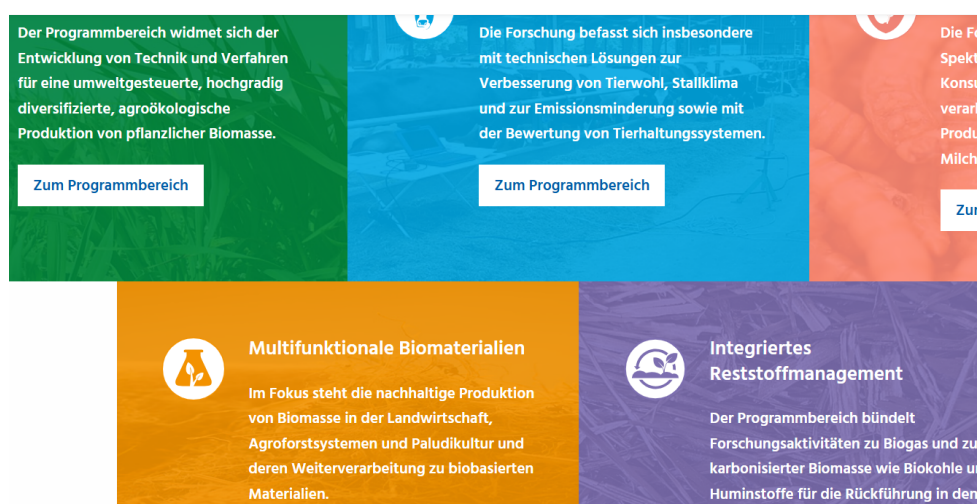 Der Programmbereich widmet sich der
Entwicklung von Technik und Verfahren
für eine umweltgesteuerte, hochgradig
diversifizierte, agroökologische
Produktion von pflanzlicher Biomasse.
Zum Programmbereich
Die Forschung befasst sich insbesondere
mit technischen Lösungen zur
Verbesserung von Tierwohl, Stallklima
und zur Emissionsminderung sowie mit
der Bewertung von Tierhaltungssystemen.
Zum Programmbereich
Die
Multifunktionale Biomaterialien
Im Fokus steht die nachhaltige Produktion
von Biomasse in der Landwirtschaft,
Agroforstsystemen und Paludikultur und
deren Weiterverarbeitung zu biobasierten
Materialien.
Integriertes
Reststoffmanagement
Der Programmbereich bündelt
Forschungsaktivitäten zu Biogas und zu
karbonisierter Biomasse wie Biokohle
Huminstoffe für die Rückführung in den